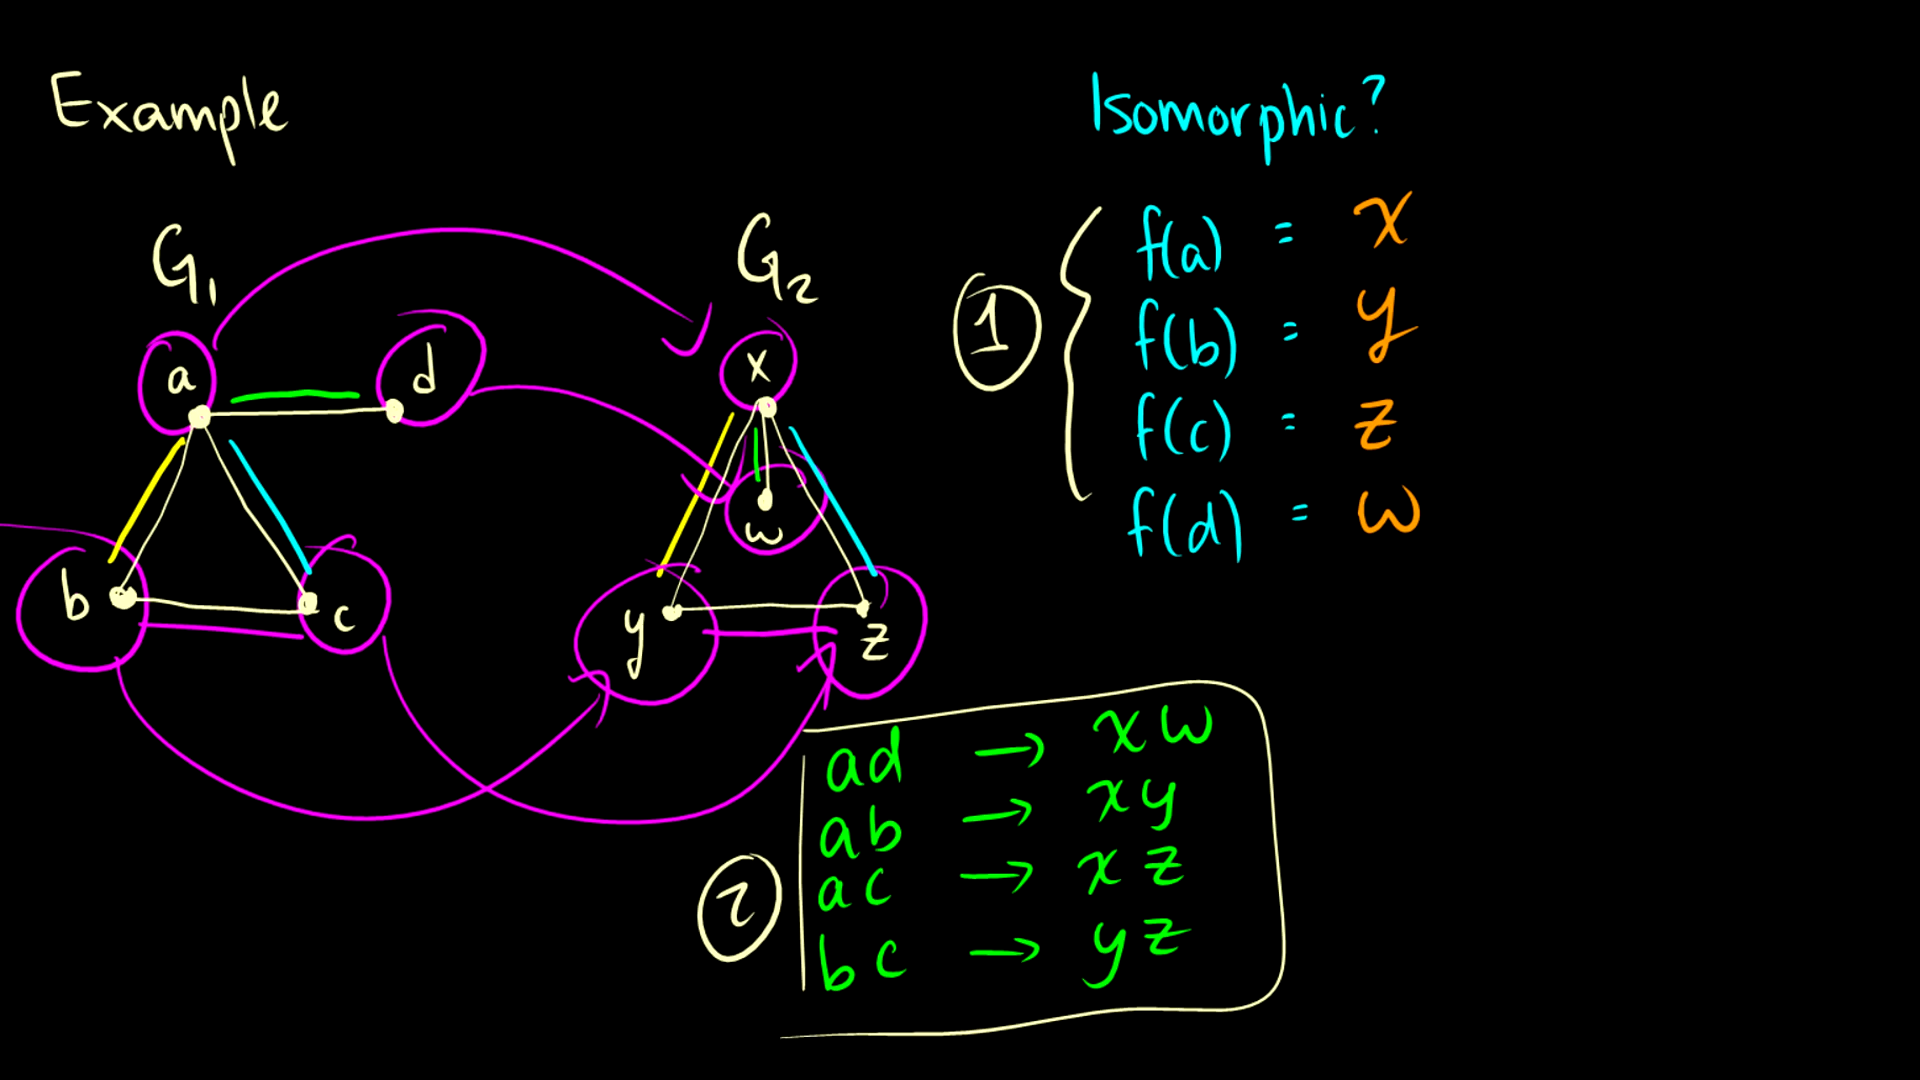 Example
Isomorphic?
G₁
G₂
a
d
x
w
b
c
y
z
1
f(a) = x
f(b) = y
f(c) = z
f(d) = w
2
ad → xw
ab → xy
ac → xz
bc → yz